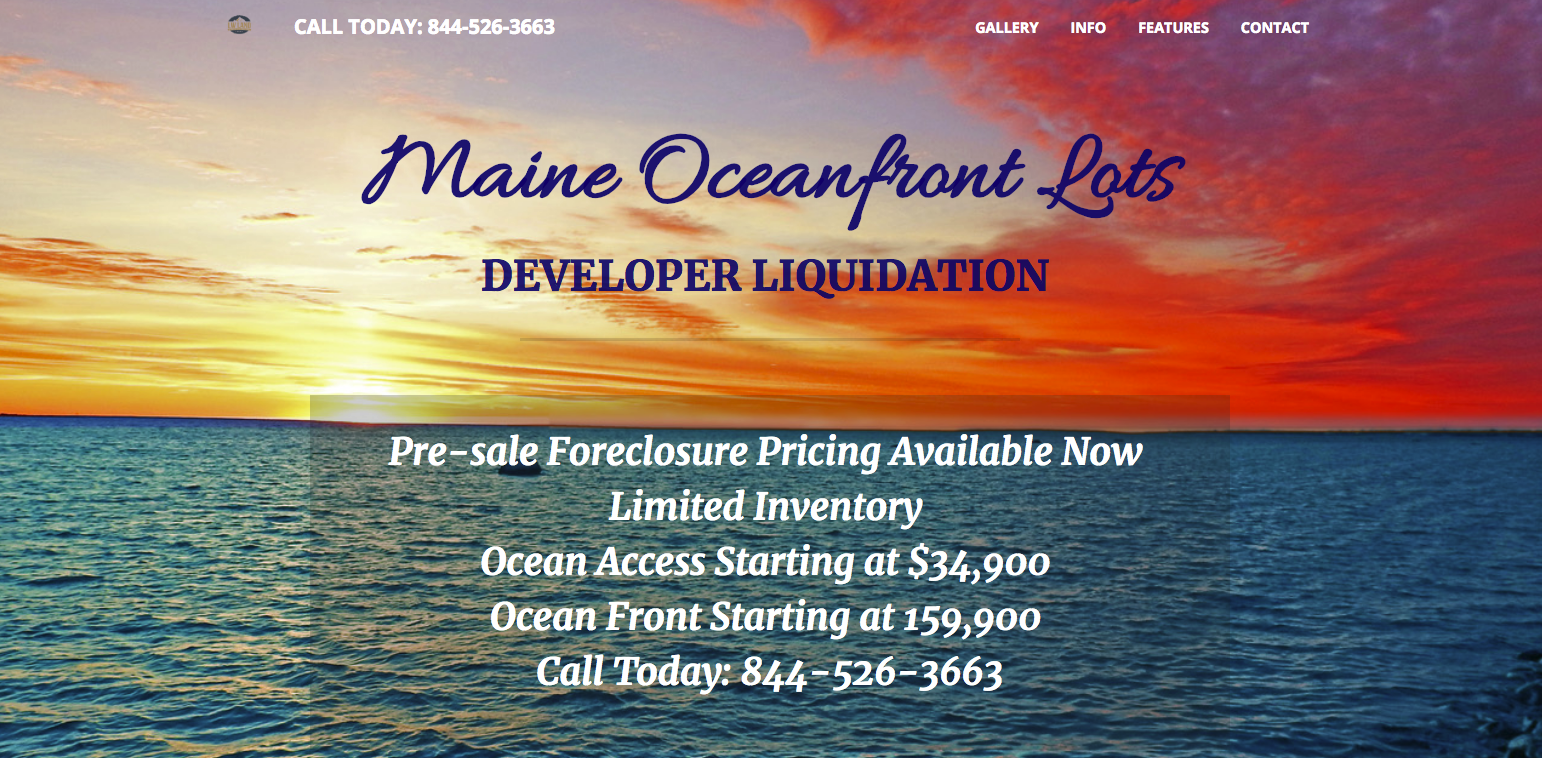 CALL TODAY: 844-526-3663
GALLERY INFO FEATURES CONTACT
Maine Oceanfront Lots
DEVELOPER LIQUIDATION
Pre-sale Foreclosure Pricing Available Now
Limited Inventory
Ocean Access Starting at $34,900
Ocean Front Starting at 159,900
Call Today: 844-526-3663